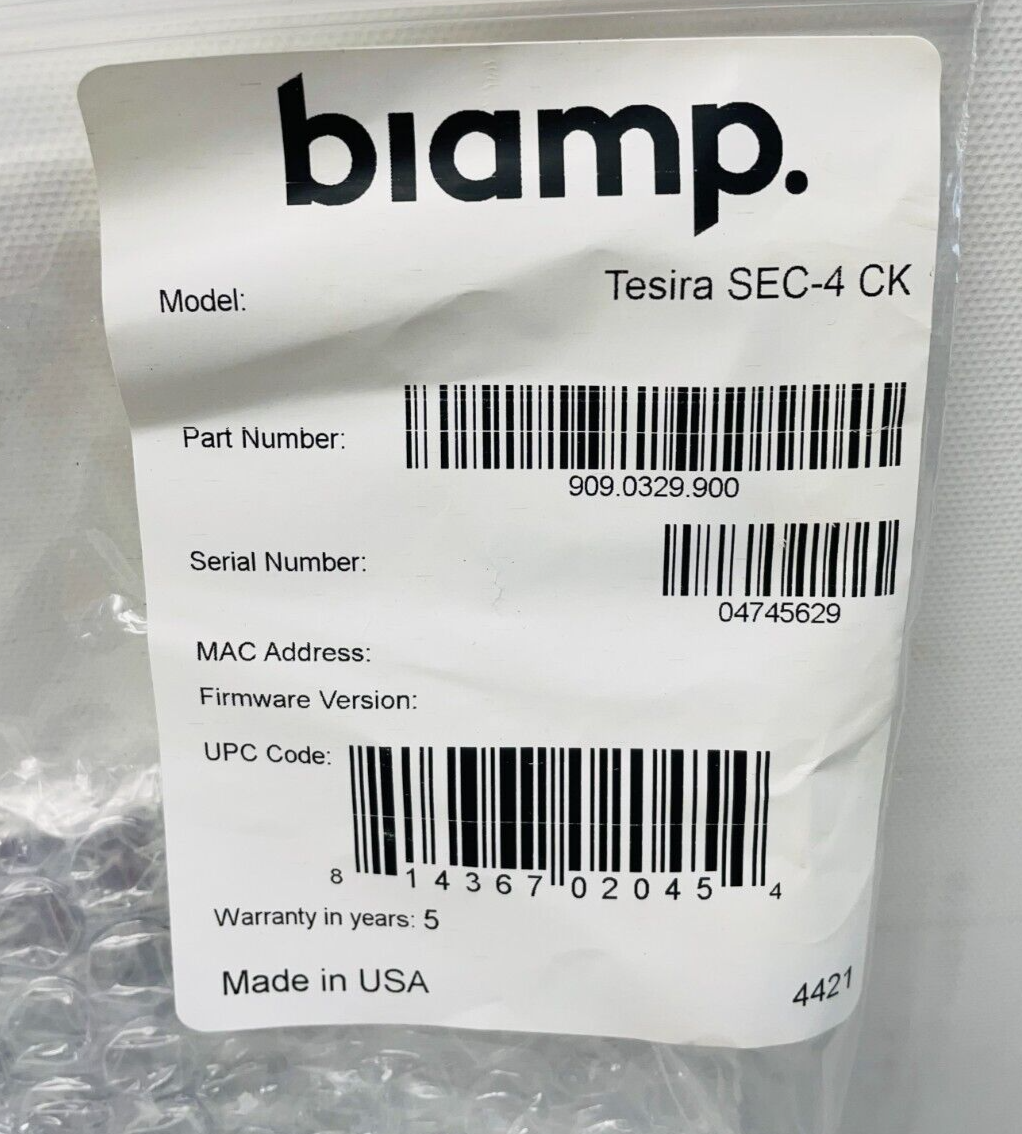 biamp.
Model: Tesira SEC-4 CK
Part Number:
909.0329.900
Serial Number:
04745629
MAC Address:
Firmware Version:
UPC Code:
8 14367 02045 4
Warranty in years: 5
Made in USA 4421